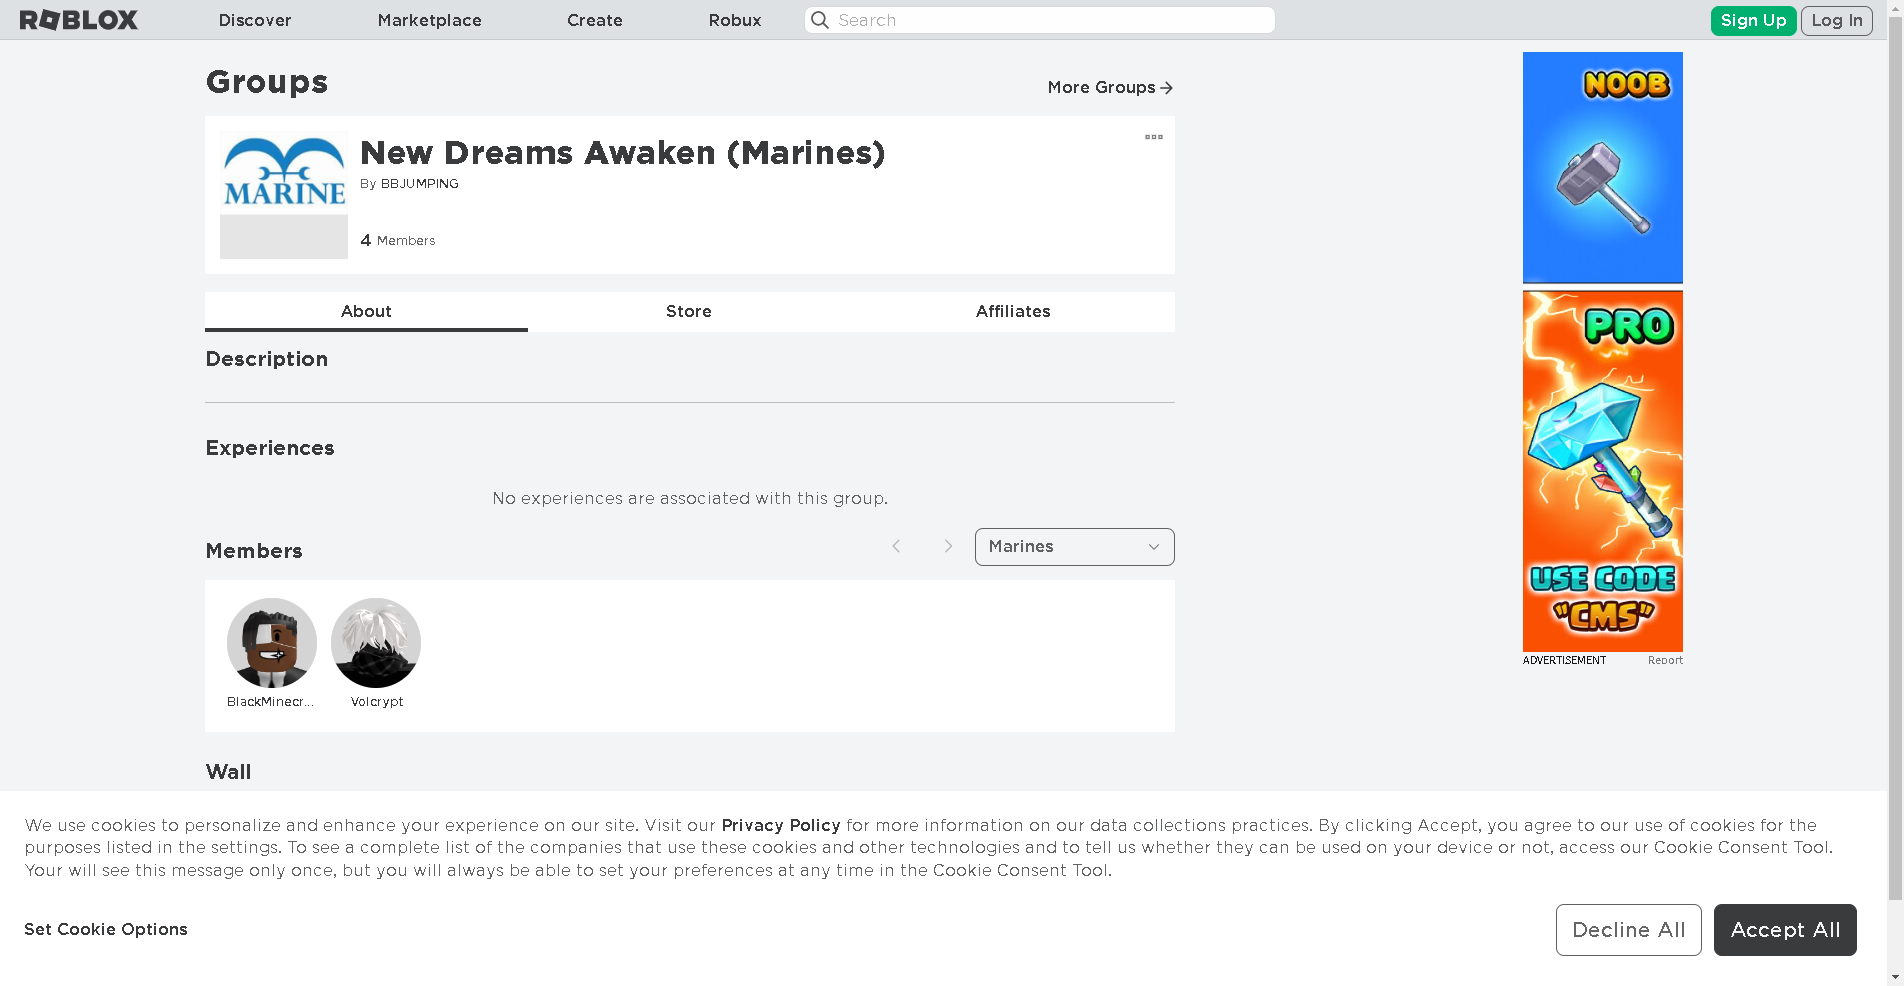 ROBLOX
Discover
Marketplace
Create
Robux
Search
Sign Up
Log In
Groups
More Groups
MARINE
New Dreams Awaken (Marines)
By BBJUMPING
4 Members
About
Store
Affiliates
Description
Experiences
No experiences are associated with this group.
Members
Marines
BlackMinecr...
Volcrypt
Wall
NOOB
PRO
USE CODE
"CMS"
ADVERTISEMENT
Report
We use cookies to personalize and enhance your experience on our site. Visit our Privacy Policy for more information on our data collections practices. By clicking Accept, you agree to our use of cookies for the
purposes listed in the settings. To see a complete list of the companies that use these cookies and other technologies and to tell us whether they can be used on your device or not, access our Cookie Consent Tool.
Your will see this message only once, but you will always be able to set your preferences at any time in the Cookie Consent Tool.
Set Cookie Options
Decline All
Accept All